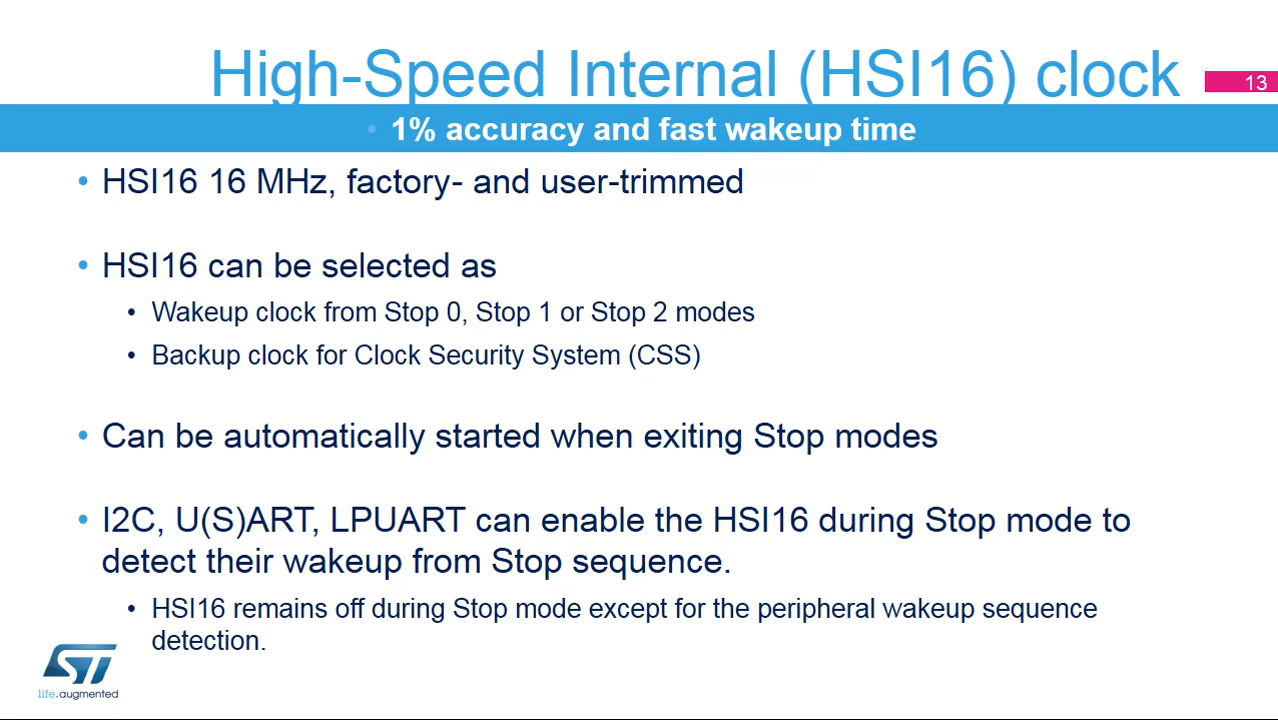 High-Speed Internal (HSI16) clock
13
• 1% accuracy and fast wakeup time
• HSI16 16 MHz, factory- and user-trimmed
• HSI16 can be selected as
• Wakeup clock from Stop 0, Stop 1 or Stop 2 modes
• Backup clock for Clock Security System (CSS)
• Can be automatically started when exiting Stop modes
• I2C, U(S)ART, LPUART can enable the HSI16 during Stop mode to
detect their wakeup from Stop sequence.
• HSI16 remains off during Stop mode except for the peripheral wakeup sequence
detection.
ST
life.augmented